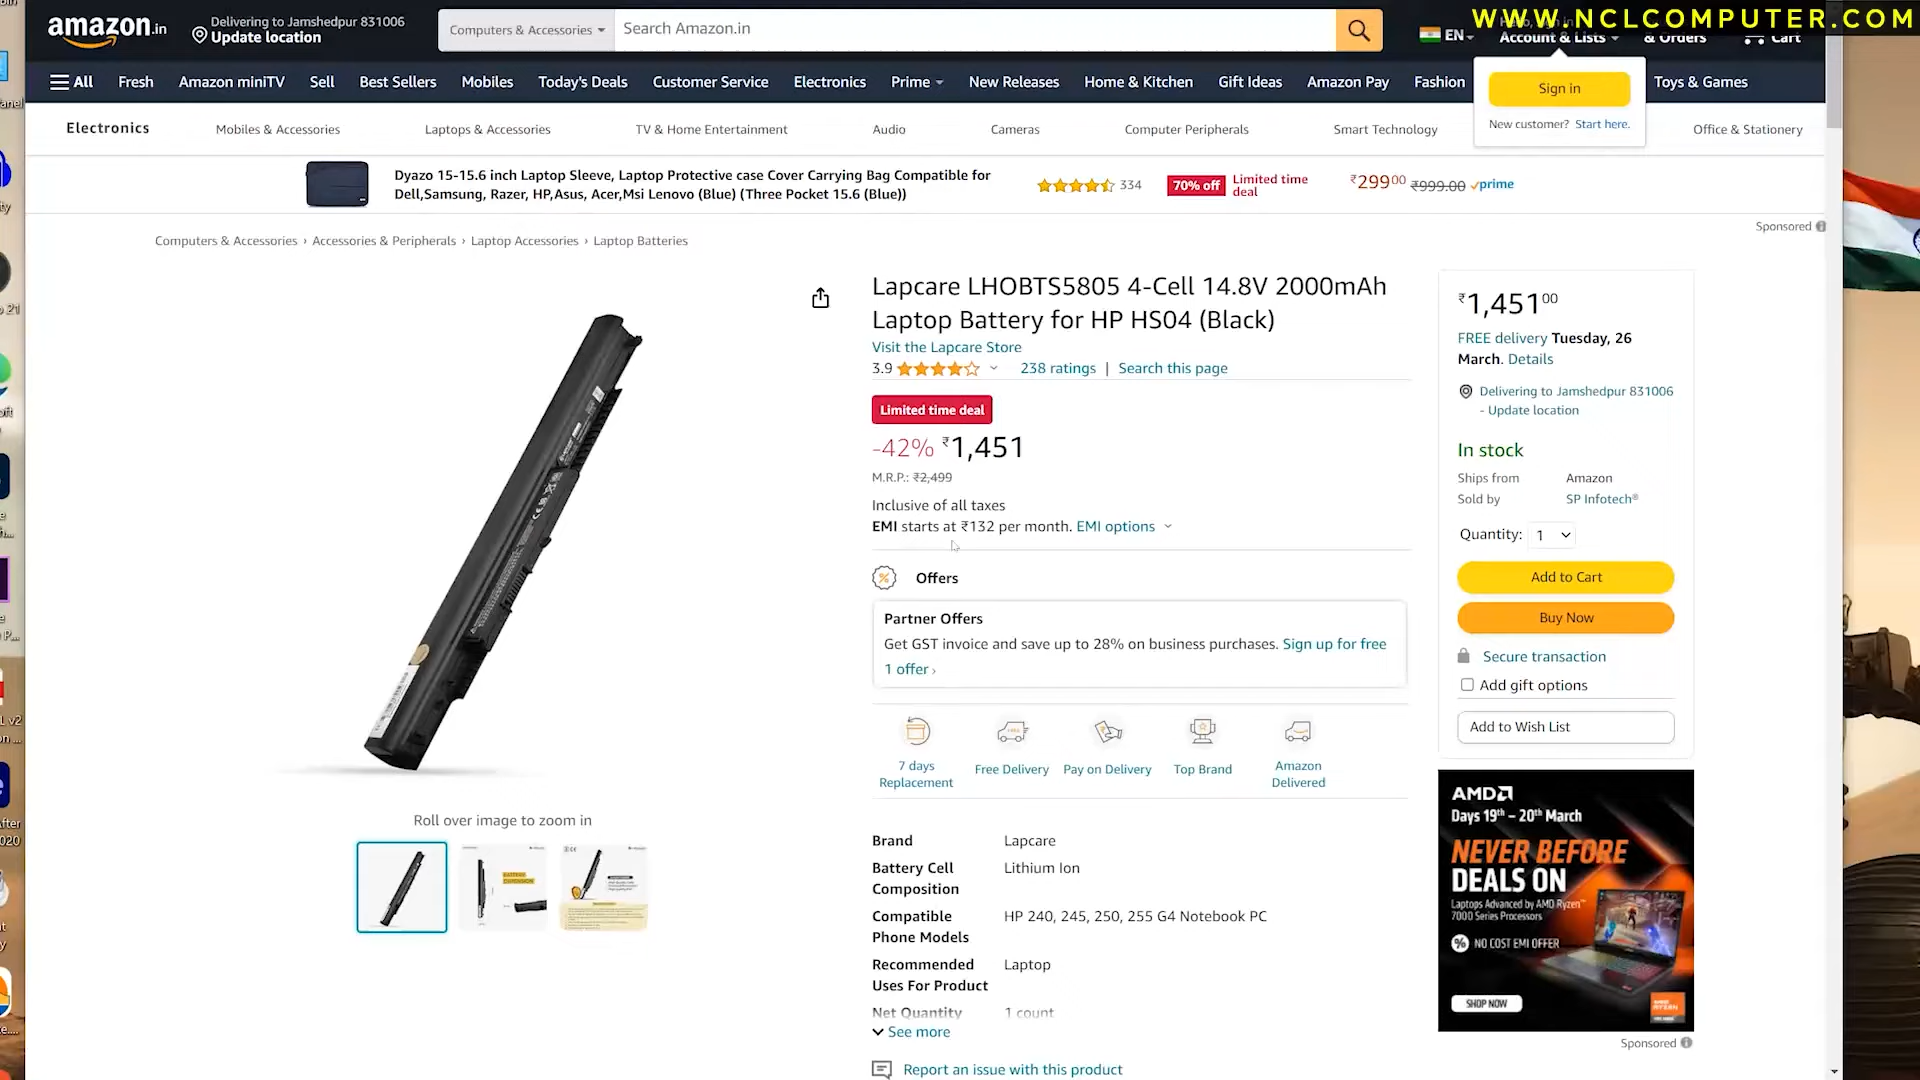 WWW.NCLCOMPUTER.COM
amazon.in
Delivering to Jamshedpur 831006
Update location
Computers & Accessories
Search Amazon.in
EN
Account & Lists
& Orders
Cart
All
Fresh
Amazon miniTV
Sell
Best Sellers
Mobiles
Today's Deals
Customer Service
Electronics
Prime
New Releases
Home & Kitchen
Gift Ideas
Amazon Pay
Fashion
Toys & Games
Sign in
New customer? Start here.
Electronics
Mobiles & Accessories
Laptops & Accessories
TV & Home Entertainment
Audio
Cameras
Computer Peripherals
Smart Technology
Office & Stationery
Dyazo 15-15.6 inch Laptop Sleeve, Laptop Protective case Cover Carrying Bag Compatible for
Dell,Samsung, Razer, HP,Asus, Acer,Msi Lenovo (Blue) (Three Pocket 15.6 (Blue))
334
70% off
Limited time
deal
₹29900 ₹999.00 prime
Sponsored
Computers & Accessories › Accessories & Peripherals › Laptop Accessories › Laptop Batteries
Lapcare LHOBTS5805 4-Cell 14.8V 2000mAh
Laptop Battery for HP HS04 (Black)
Visit the Lapcare Store
3.9
238 ratings | Search this page
Limited time deal
-42% ₹1,451
M.R.P.: ₹2,499
Inclusive of all taxes
EMI starts at ₹132 per month. EMI options
Offers
Partner Offers
Get GST invoice and save up to 28% on business purchases. Sign up for free
1 offer ›
7 days
Replacement
Free Delivery
Pay on Delivery
Top Brand
Amazon
Delivered
Brand
Lapcare
Battery Cell
Composition
Lithium Ion
Compatible
Phone Models
HP 240, 245, 250, 255 G4 Notebook PC
Recommended
Uses For Product
Laptop
Net Quantity
1 count
See more
Report an issue with this product
Roll over image to zoom in
₹1,45100
FREE delivery Tuesday, 26
March. Details
Delivering to Jamshedpur 831006
- Update location
In stock
Ships from
Amazon
Sold by
SP Infotech®
Quantity: 1
Add to Cart
Buy Now
Secure transaction
Add gift options
Add to Wish List
AMD
Days 19th – 20th March
NEVER BEFORE
DEALS ON
Laptops Advanced by AMD Ryzen™
7000 Series Processors
% NO COST EMI OFFER
SHOP NOW
AMD
RYZEN
Sponsored